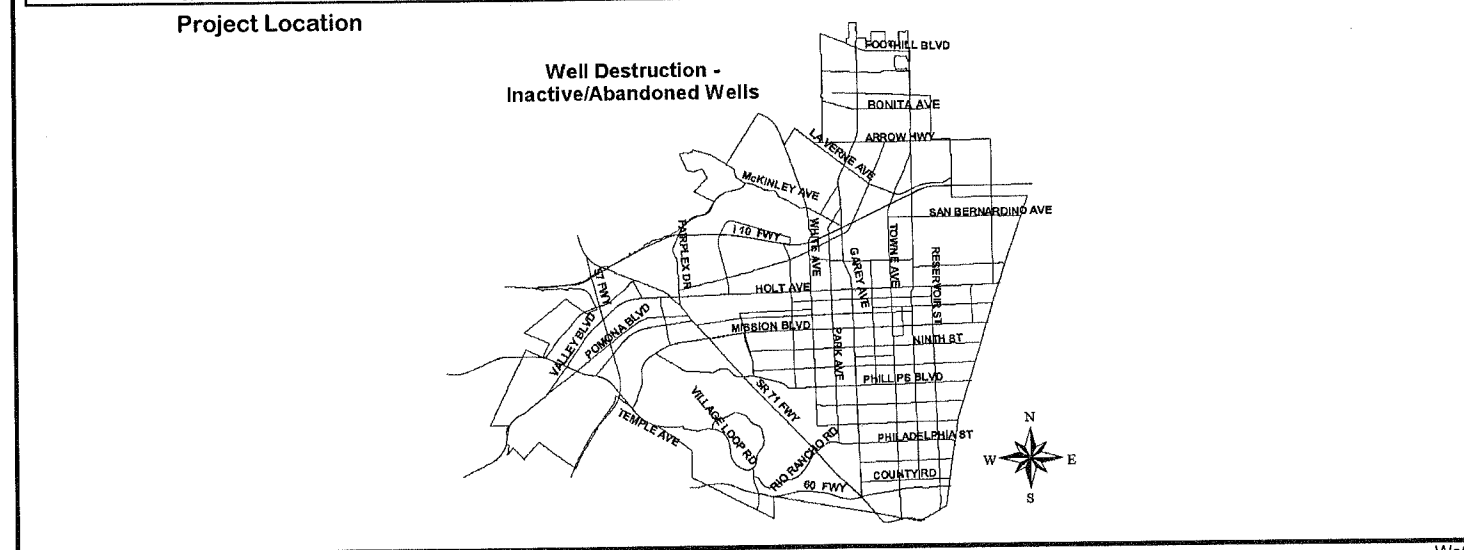 Project Location
Well Destruction -
Inactive/Abandoned Wells
FOOTHILL BLVD
BONITA AVE
ARROW HWY
LA VERNE AVE
McKINLEY AVE
SAN BERNARDINO AVE
FAIRPLEX DR
I 10 FWY
WHITE AVE
GAREY AVE
TOWNE AVE
RESERVOIR ST
57 FWY
HOLT AVE
VALLEY BLVD
POMONA BLVD
MISSION BLVD
PARK AVE
NINTH ST
PHILLIPS BLVD
SR 71 FWY
VILLAGE LOOP RD
TEMPLE AVE
RIO RANCHO RD
PHILADELPHIA ST
COUNTY RD
60 FWY
N
W
E
S